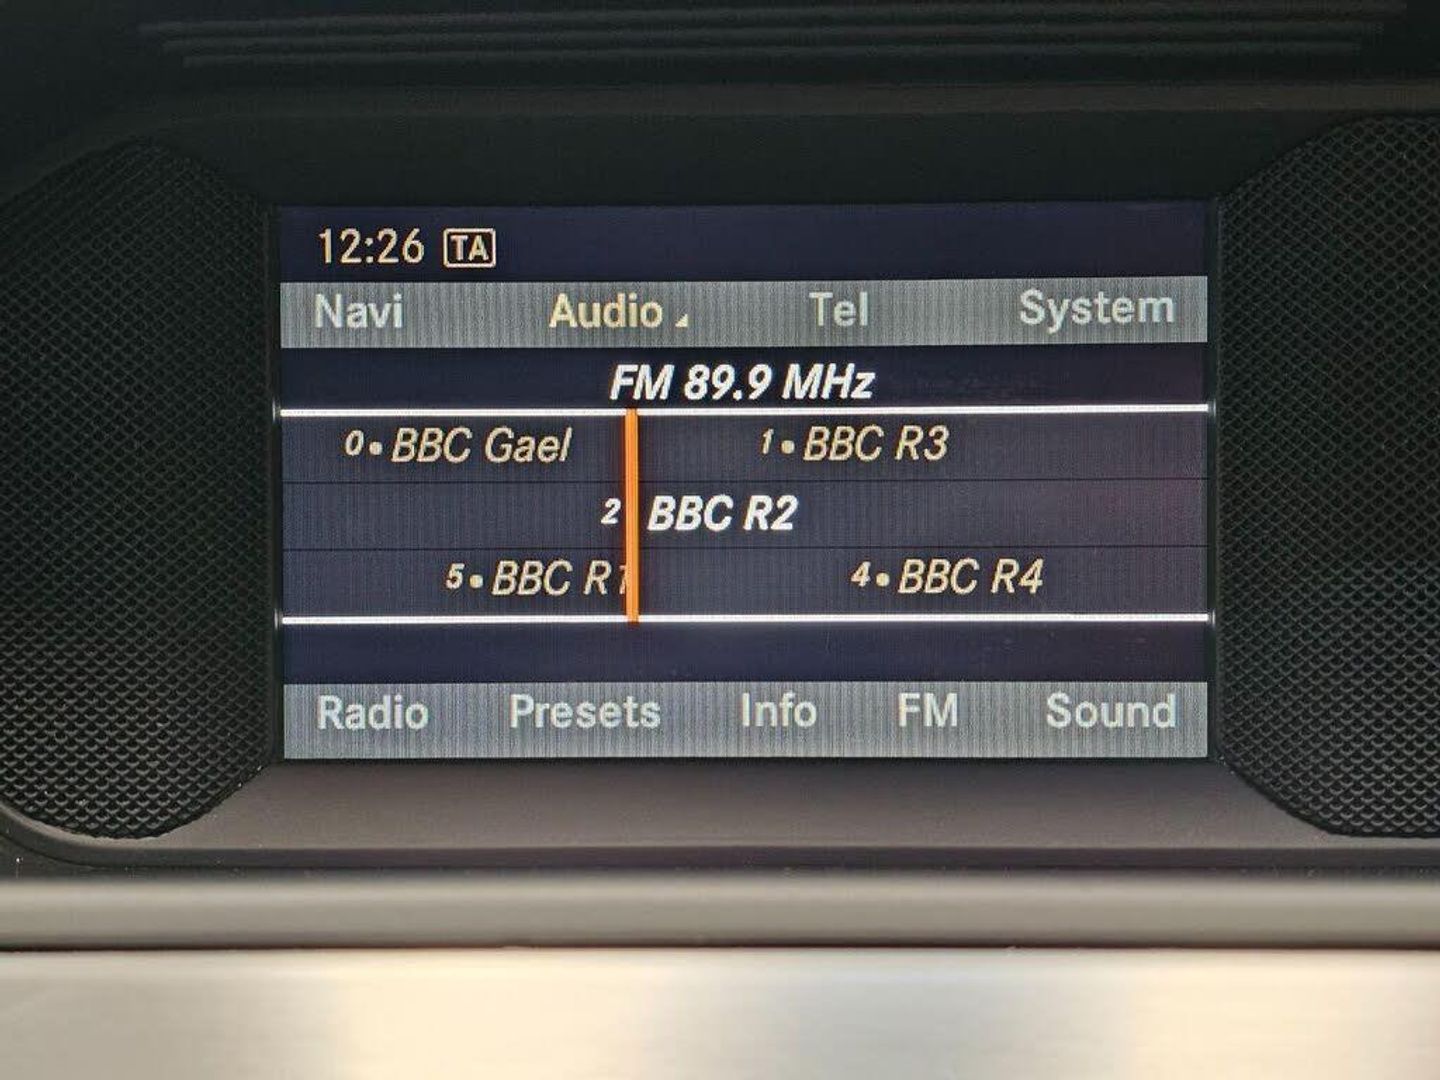 12:26 TA
Navi Audio Tel System
FM 89.9 MHz
0 • BBC Gael 1 • BBC R3
2 BBC R2
5 • BBC R1 4 • BBC R4
Radio Presets Info FM Sound